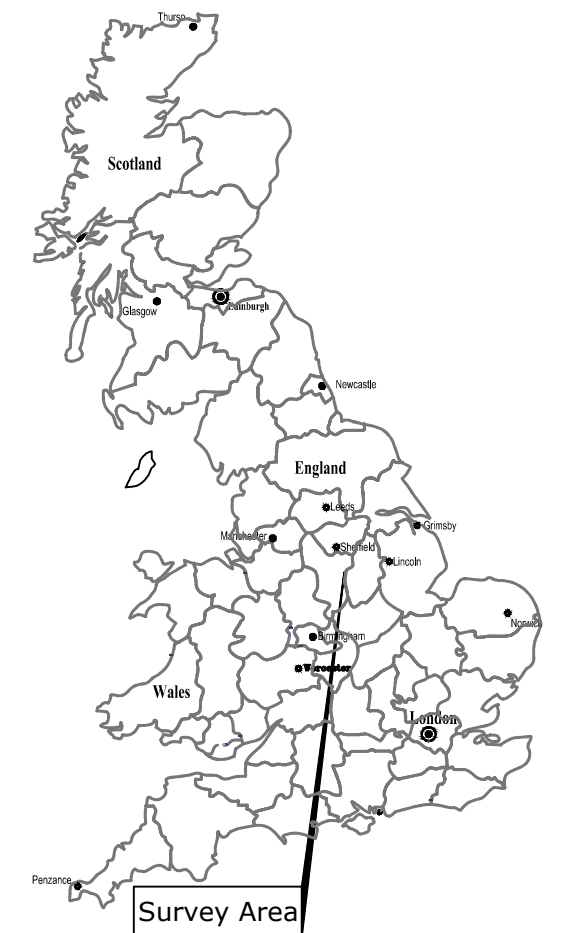 Thurso
Scotland
Edinburgh
Glasgow
Newcastle
England
Leeds
Grimsby
Manchester
Sheffield
Lincoln
Norwich
Birmingham
Worcester
Wales
London
Penzance
Survey Area